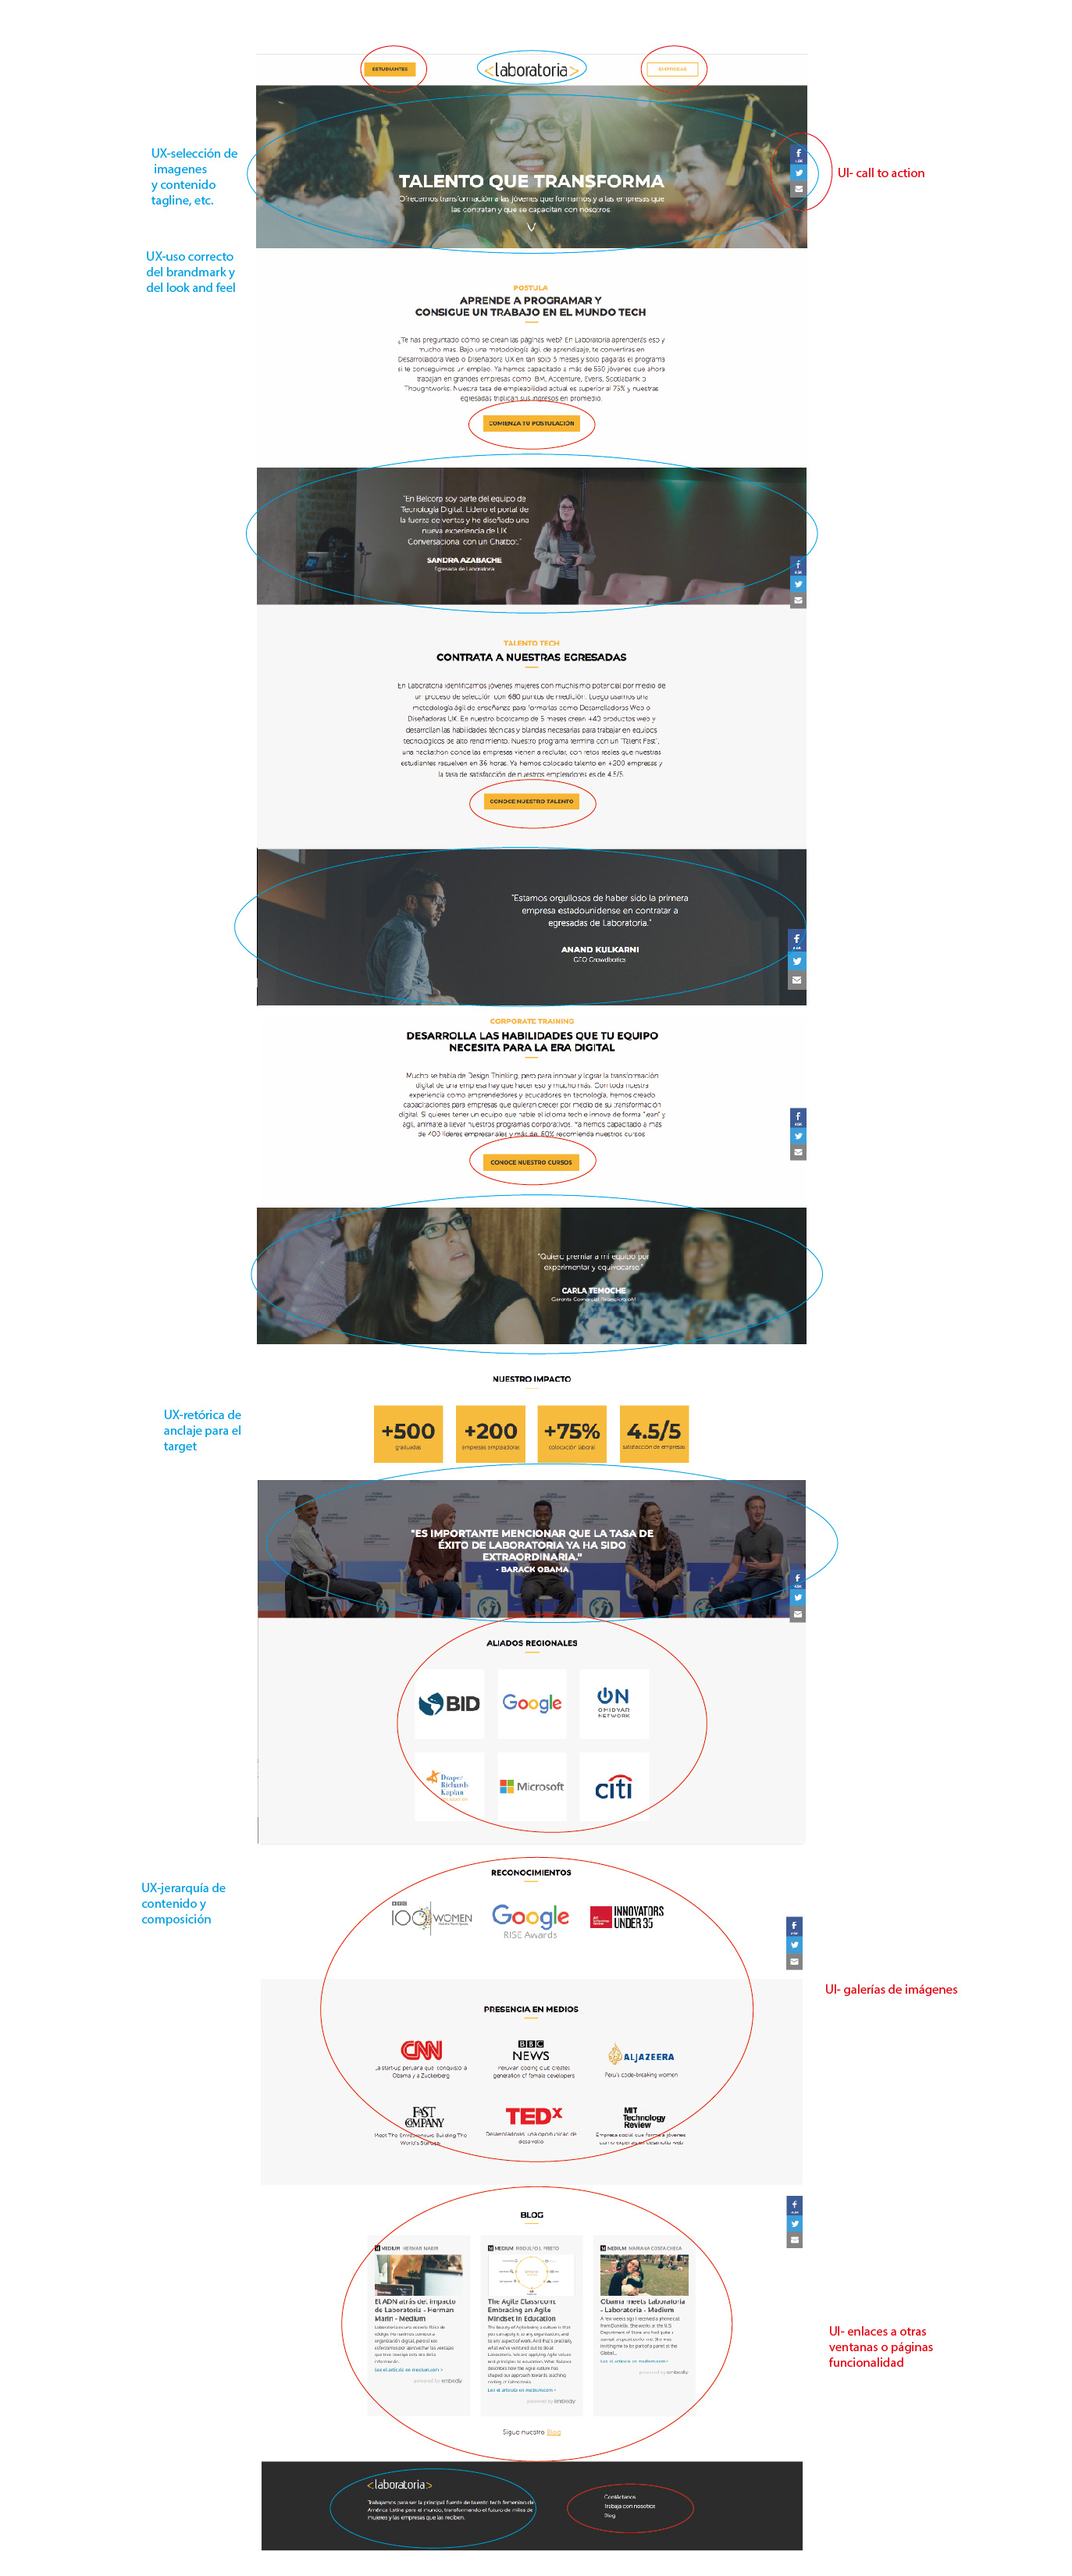 ESTUDIANTES
<laboratoria>
EMPRESAS
UX-selección de
imagenes
y contenido
tagline, etc.
UI- call to action
TALENTO QUE TRANSFORMA
Ofrecemos transformación a las jóvenes que formamos y a las empresas que
las contratan y que se capacitan con nosotros
UX-uso correcto
del brandmark y
del look and feel
POSTULA
APRENDE A PROGRAMAR Y
CONSIGUE UN TRABAJO EN EL MUNDO TECH
¿Te has preguntado cómo se crean las páginas web? En Laboratoria aprenderás eso y
mucho mas. Bajo una metodología ági. de aprendizaje, te convertiras en
Desarrolladora Web o Diseñadora UX en tan solo 6 meses y solo pagarás el programa
si te conseguimos un empleo. Ya hemos capacitado a más de 550 jóvenes que ahora
trabajan en grandes empresas como IBM, Accenture, Everis, Scotiabank o
Thoughtworks. Nuestra tasa de empleabilidad actual es superior al 75% y nuestras
egresadas triplican sus ingresos en promedio.
COMIENZA TU POSTULACIÓN
"En Belcorp soy parte del equipo de
Tecnología Digital. Lidero el portal de
la fuerza de ventas y he diseñado una
nueva experiencia de UX
Conversacional con un Chatbot."
SANDRA AZABACHE
Egresada de Laboratoria
TALENTO TECH
CONTRATA A NUESTRAS EGRESADAS
En Laboratoria identificamos jóvenes mujeres con muchísimo potencial por medio de
un proceso de selección con 680 puntos de medición. Luego usamos una
metodología ágil de enseñanza para formarlas como Desarrolladoras Web o
Diseñadoras UX. En nuestro bootcamp de 6 meses crean +40 productos web y
desarrollan las habilidades técnicas y blandas necesarias para trabajar en equipos
tecnológicos de alto rendimiento. Nuestro programa termina con un "Talent Fest",
una hackathon donde las empresas vienen a reclutar, con retos reales que nuestras
estudiantes resuelven en 36 horas. Ya hemos colocado talento en +200 empresas y
la tasa de satisfacción de nuestros empleadores es de 4.5/5.
CONOCE NUESTRO TALENTO
"Estamos orgullosos de haber sido la primera
empresa estadounidense en contratar a
egresadas de Laboratoria."
ANAND KULKARNI
CEO Crowdbotics
CORPORATE TRAINING
DESARROLLA LAS HABILIDADES QUE TU EQUIPO
NECESITA PARA LA ERA DIGITAL
Mucho se habla de Design Thinking, pero para innovar y lograr la transformación
digital de una empresa hay que hacer eso y mucho más. Con toda nuestra
experiencia como emprendedores y educadores en tecnología, hemos creado
capacitaciones para empresas que quieran crecer por medio de su transformación
digital. Si quieres tener un equipo que hable el idioma tech e innove de forma "lean" y
ágil, anímate a llevar nuestros programas corporativos. Ya hemos capacitado a más
de 400 líderes empresariales y más del 80% recomienda nuestros cursos
CONOCE NUESTRO CURSOS
"Quiero premiar a mi equipo por
experimentar y equivocarse."
CARLA TEMOCHE
Gerente Comercial
NUESTRO IMPACTO
UX-retórica de
anclaje para el
target
+500
graduadas
+200
empresas empleadoras
+75%
colocación laboral
4.5/5
satisfacción de empresas
"ES IMPORTANTE MENCIONAR QUE LA TASA DE
ÉXITO DE LABORATORIA YA HA SIDO
EXTRAORDINARIA."
- BARACK OBAMA
ALIADOS REGIONALES
BID
Google
ON
OMIDYAR
NETWORK
Draper
Richards
Kaplan
FOUNDATION
Microsoft
citi
UX-jerarquía de
contenido y
composición
RECONOCIMIENTOS
BBC
100 WOMEN
Google
RISE Awards
INNOVATORS
UNDER 35
UI- galerías de imágenes
PRESENCIA EN MEDIOS
CNN
La start-up peruana que conquistó a
Obama y a Zuckerberg
BBC
NEWS
Peruvian coding club creates
generation of female developers
ALJAZEERA
Peru's code-breaking women
FAST
COMPANY
Meet The Entrepreneurs Building The
World's Startups
TEDx
Desarrolladoras: una oportunidad de
desarrollo
MIT
Technology
Review
Empresa social que forma a jóvenes
como expertas en desarrollo web
BLOG
MEDIUM HERMAN MARIN
El ADN atrás del Impacto
de Laboratoria - Herman
Marin - Medium
Lee el artículo en medium.com >
powered by embedly
MEDIUM RODULFO J. PRIETO
The Agile Classroom:
Embracing an Agile
Mindset in Education
Lee el artículo en medium.com >
powered by embedly
MEDIUM MARIANA COSTA CHECA
Obama meets Laboratoria
- Laboratoria - Medium
Lee el artículo en medium.com >
powered by embedly
UI- enlaces a otras
ventanas o páginas
funcionalidad
Sigue nuestro Blog
<laboratoria>
Trabajamos para ser la principal fuente de talento tech femenino de
América Latina para el mundo, transformando el futuro de miles de
mujeres y las empresas que las reciben.
Contáctanos
Trabaja con nosotros
Blog